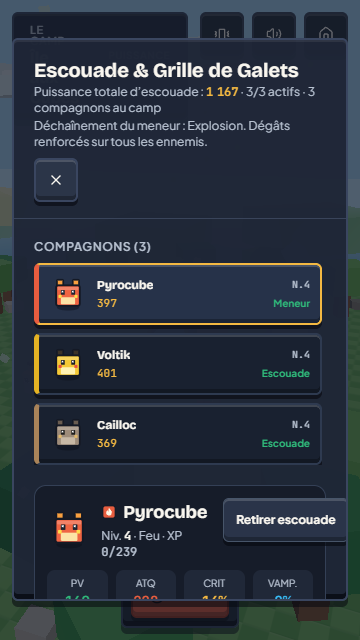 LE
Escouade & Grille de Galets
Puissance totale d'escouade : 1 167 · 3/3 actifs · 3
compagnons au camp
Déchaînement du meneur : Explosion. Dégâts
renforcés sur tous les ennemis.
COMPAGNONS (3)
Pyrocube
N.4
397
Meneur
Voltik
N.4
401
Escouade
Cailloc
N.4
369
Escouade
Pyrocube
Retirer escouade
Niv. 4 · Feu · XP
0/239
PV
ATQ
CRIT
VAMP.